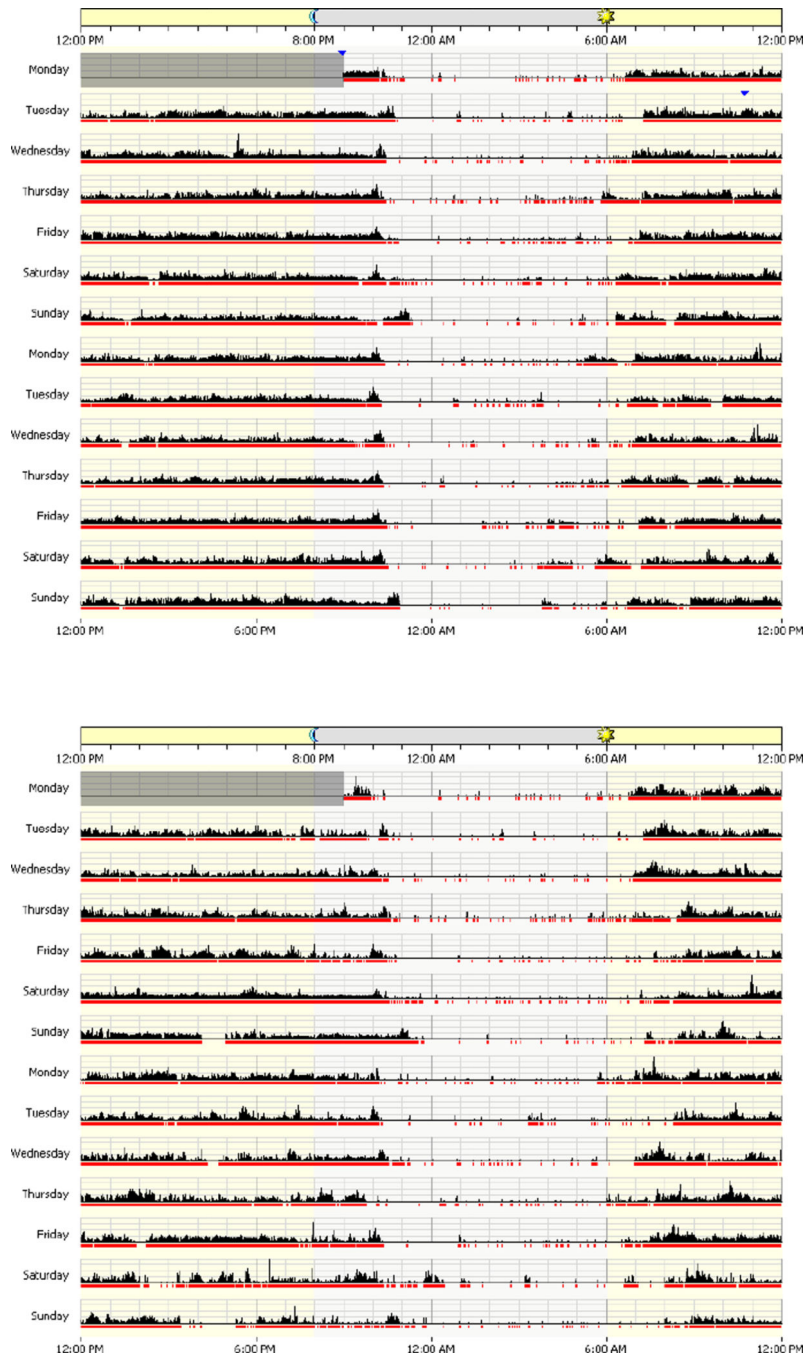 12:00 PM 8:00 PM 12:00 AM 6:00 AM 12:00 PM
Monday
Tuesday
Wednesday
Thursday
Friday
Saturday
Sunday
Monday
Tuesday
Wednesday
Thursday
Friday
Saturday
Sunday
12:00 PM 6:00 PM 12:00 AM 6:00 AM 12:00 PM
12:00 PM 8:00 PM 12:00 AM 6:00 AM 12:00 PM
Monday
Tuesday
Wednesday
Thursday
Friday
Saturday
Sunday
Monday
Tuesday
Wednesday
Thursday
Friday
Saturday
Sunday
12:00 PM 6:00 PM 12:00 AM 6:00 AM 12:00 PM